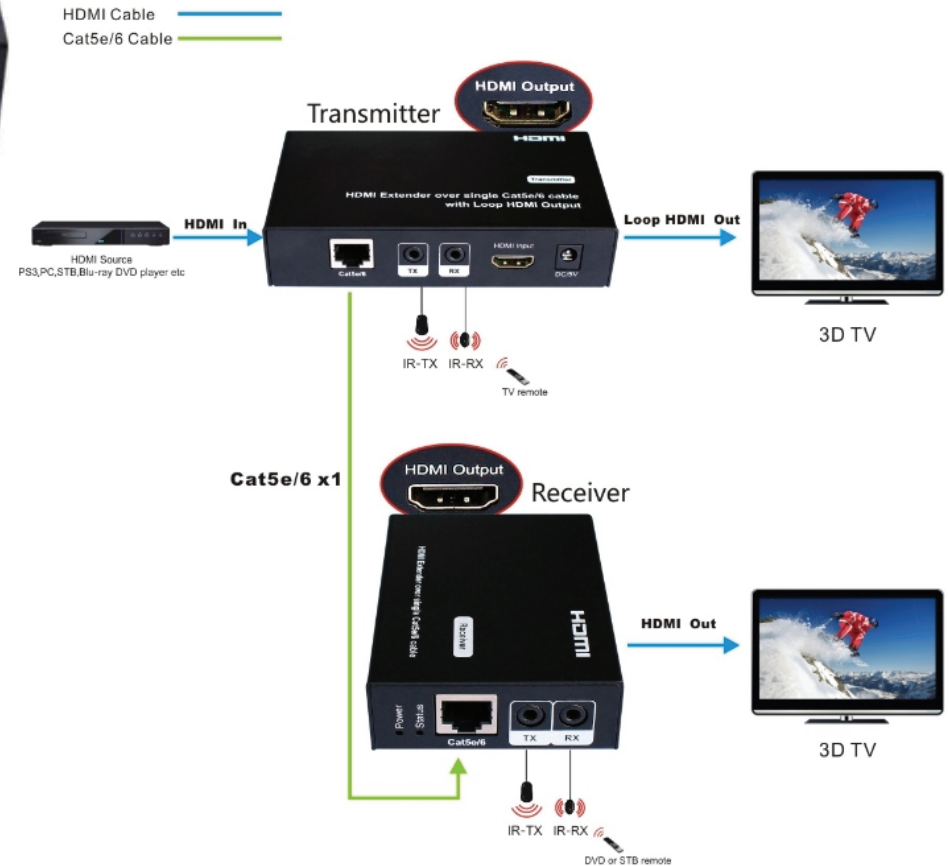 HDMI Cable
Cat5e/6 Cable
HDMI Output
Transmitter
HDMI
Transmitter
HDMI Extender over single Cat5e/6 cable
with Loop HDMI Output
HDMI In
Loop HDMI Out
HDMI Source
PS3,PC,STB,Blu-ray DVD player etc
Cat5e/6
TX
RX
HDMI Input
DC/5V
3D TV
IR-TX
IR-RX
TV remote
Cat5e/6 x1
HDMI Output
Receiver
HDMI Extender over single Cat5e/6 cable
Receiver
HDMI
HDMI Out
Power
Status
Cat5e/6
TX
RX
3D TV
IR-TX
IR-RX
DVD or STB remote